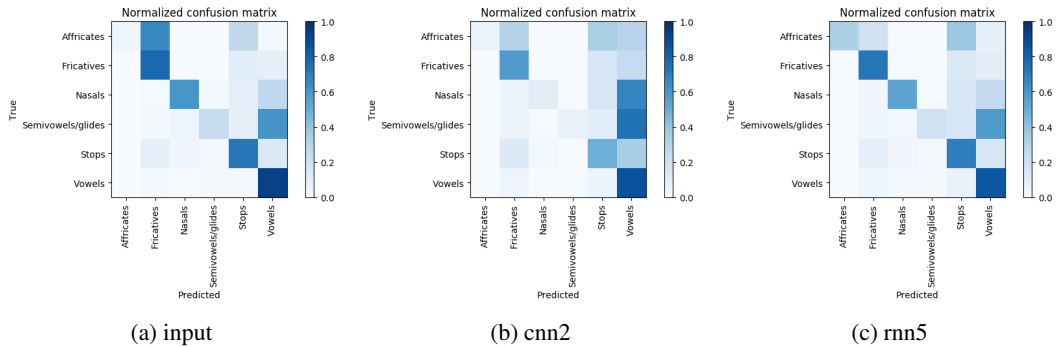 Normalized confusion matrix
Affricates
Fricatives
Nasals
Semivowels/glides
Stops
Vowels
True
Affricates
Fricatives
Nasals
Semivowels/glides
Stops
Vowels
Predicted
1.0
0.8
0.6
0.4
0.2
0.0
(a) input
Normalized confusion matrix
Affricates
Fricatives
Nasals
Semivowels/glides
Stops
Vowels
True
Affricates
Fricatives
Nasals
Semivowels/glides
Stops
Vowels
Predicted
1.0
0.8
0.6
0.4
0.2
0.0
(b) cnn2
Normalized confusion matrix
Affricates
Fricatives
Nasals
Semivowels/glides
Stops
Vowels
True
Affricates
Fricatives
Nasals
Semivowels/glides
Stops
Vowels
Predicted
1.0
0.8
0.6
0.4
0.2
0.0
(c) rnn5